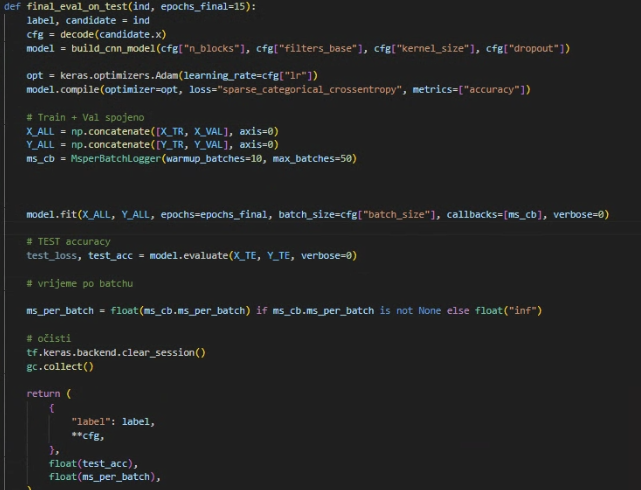 def final_eval_on_test(ind, epochs_final=15):
    label, candidate = ind
    cfg = decode(candidate.x)
    model = build_cnn_model(cfg["n_blocks"], cfg["filters_base"], cfg["kernel_size"], cfg["dropout"])
    opt = keras.optimizers.Adam(learning_rate=cfg["lr"])
    model.compile(optimizer=opt, loss="sparse_categorical_crossentropy", metrics=["accuracy"])
    # Train + Val spojeno
    X_ALL = np.concatenate([X_TR, X_VAL], axis=0)
    Y_ALL = np.concatenate([Y_TR, Y_VAL], axis=0)
    ms_cb = MsperBatchLogger(warmup_batches=10, max_batches=50)
    model.fit(X_ALL, Y_ALL, epochs=epochs_final, batch_size=cfg["batch_size"], callbacks=[ms_cb], verbose=0)
    # TEST accuracy
    test_loss, test_acc = model.evaluate(X_TE, Y_TE, verbose=0)
    # vrijeme po batchu
    ms_per_batch = float(ms_cb.ms_per_batch) if ms_cb.ms_per_batch is not None else float("inf")
    # očisti
    tf.keras.backend.clear_session()
    gc.collect()
    return (
        {
            "label": label,
            **cfg,
        },
        float(test_acc),
        float(ms_per_batch),
    )